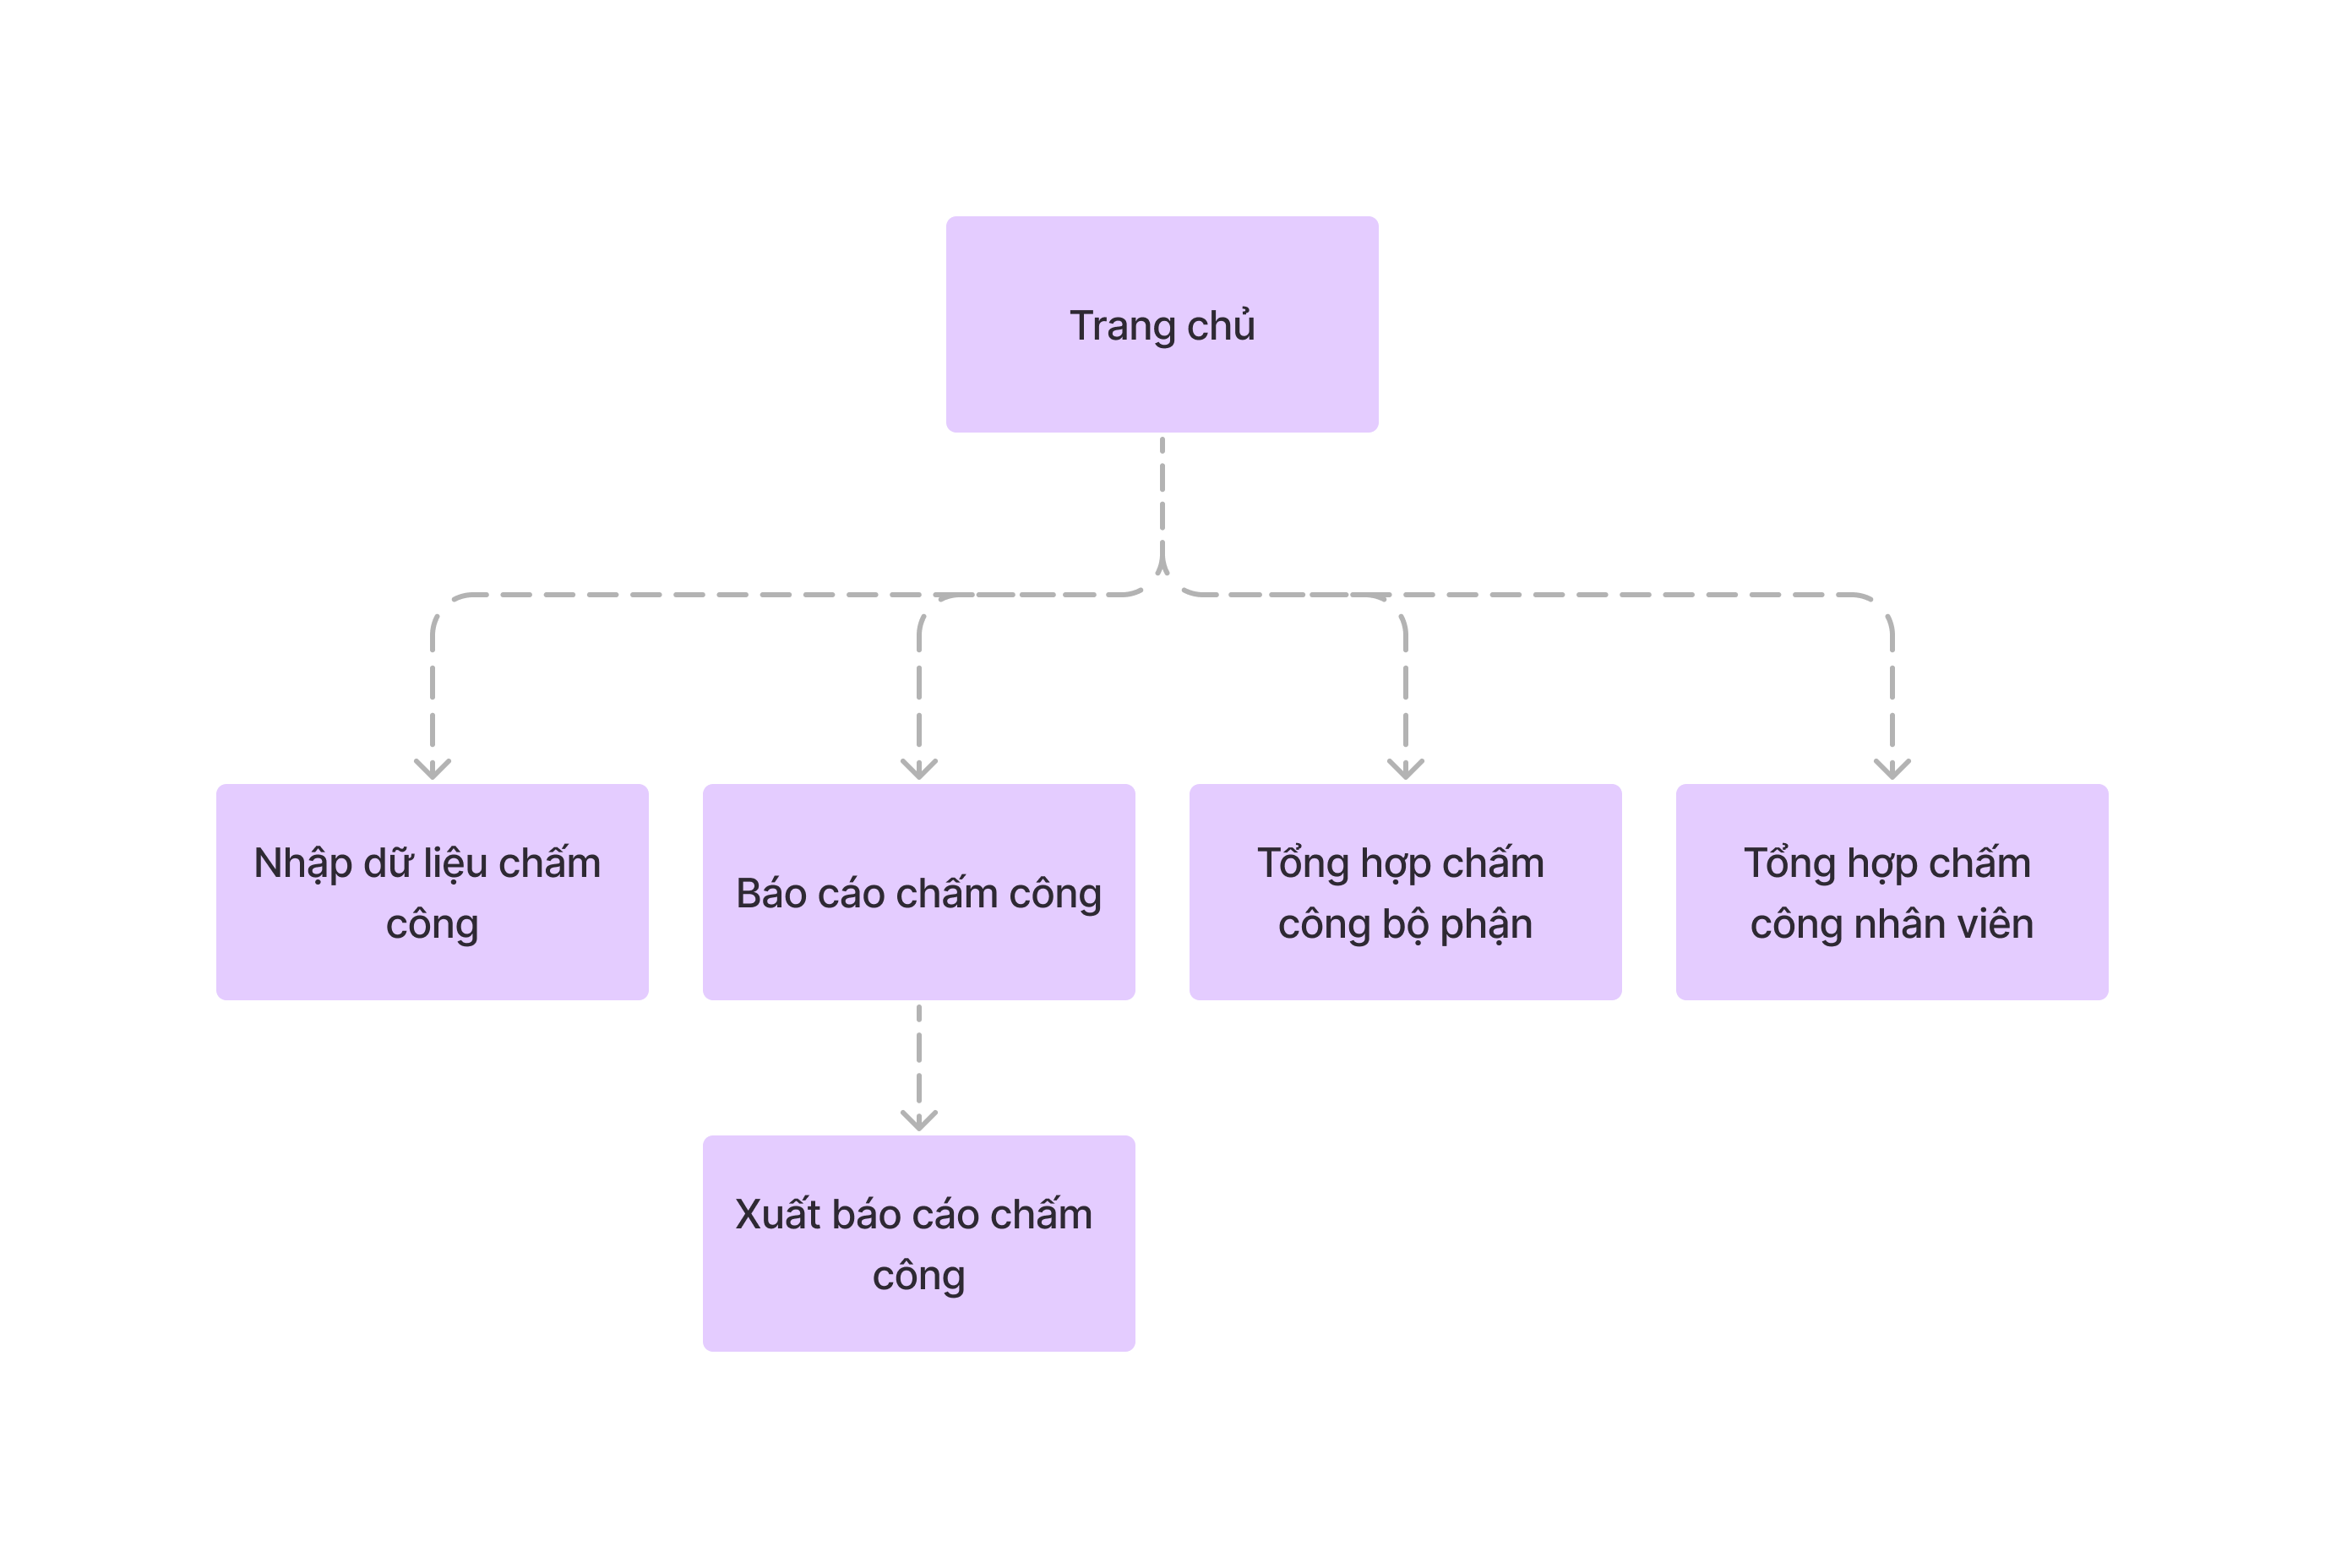 Trang chủ
Nhập dữ liệu chấm
công
Báo cáo chấm công
Tổng hợp chấm
công bộ phận
Tổng hợp chấm
công nhân viên
Xuất báo cáo chấm
công